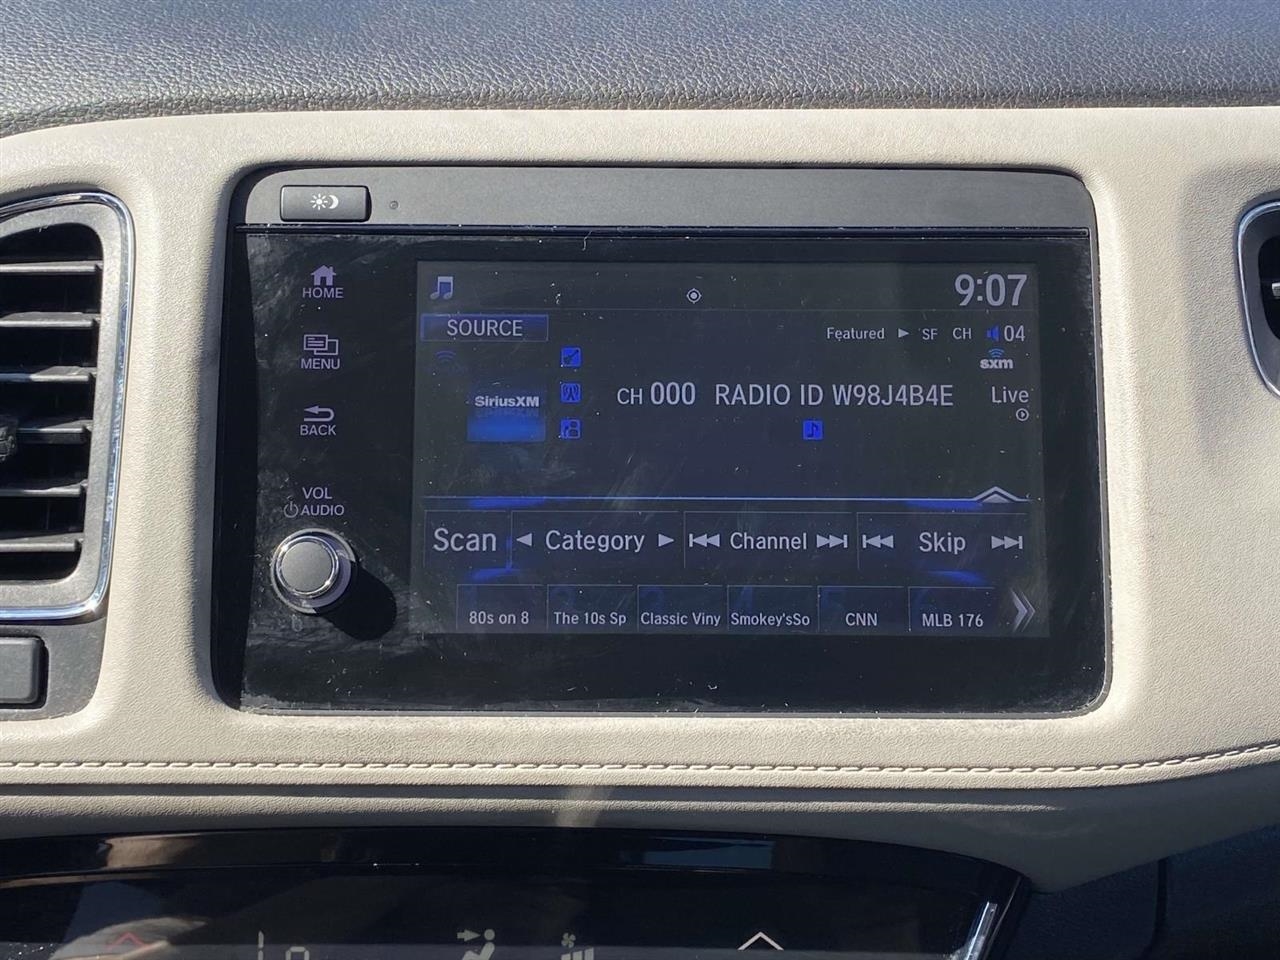 HOME
MENU
BACK
VOL
AUDIO
9:07
SOURCE
Featured ► SF CH 04
sxm
SiriusXM
CH 000 RADIO ID W98J4B4E
Live
Scan ◄ Category ► Channel Skip
80s on 8 The 10s Sp Classic Viny Smokey'sSo CNN MLB 176